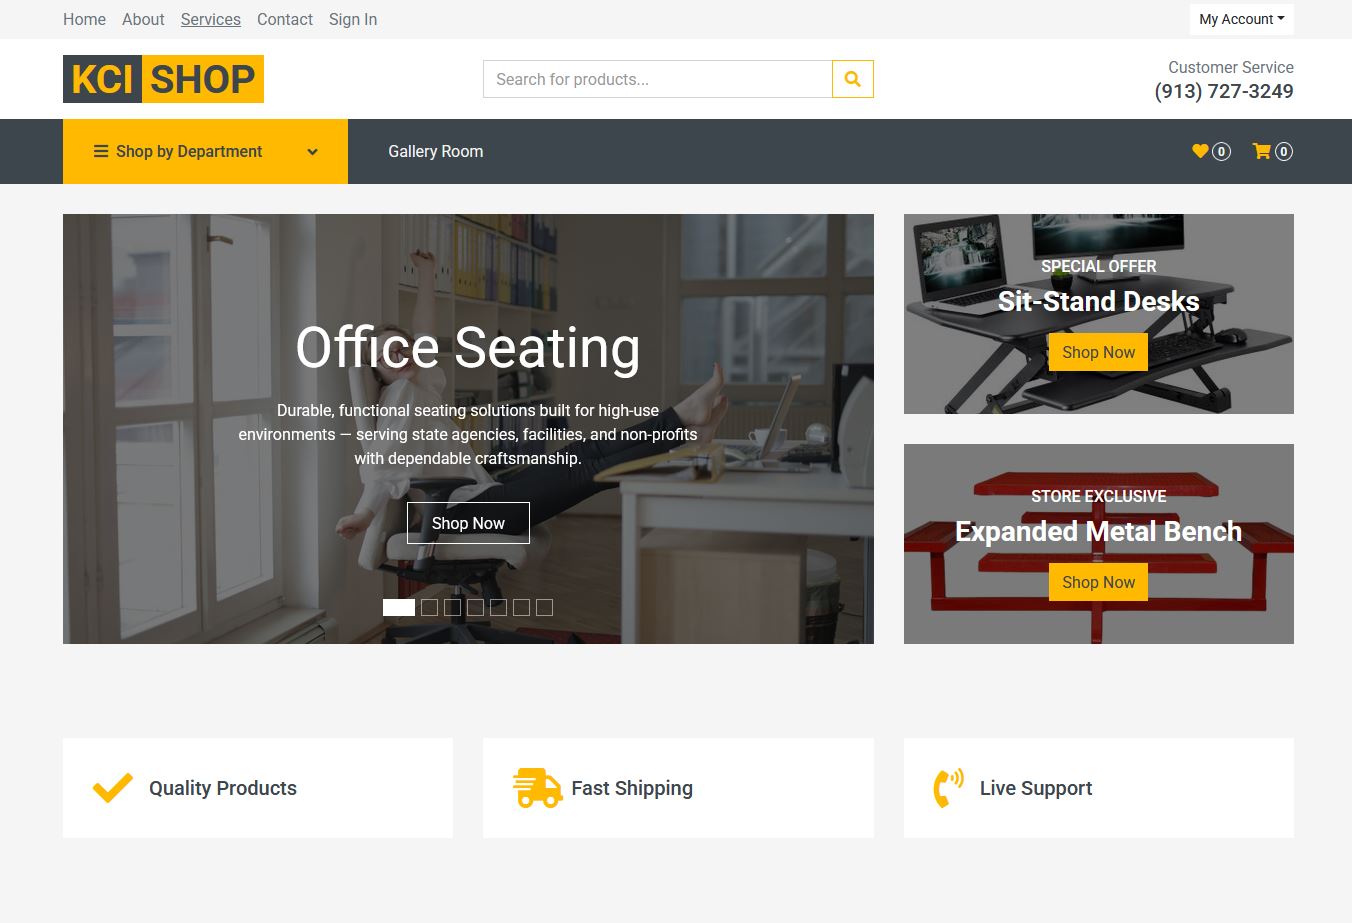 Home About Services Contact Sign In
My Account
KCI SHOP
Search for products...
Customer Service
(913) 727-3249
Shop by Department
Gallery Room
0
0
Office Seating
Durable, functional seating solutions built for high-use
environments — serving state agencies, facilities, and non-profits
with dependable craftsmanship.
Shop Now
SPECIAL OFFER
Sit-Stand Desks
Shop Now
STORE EXCLUSIVE
Expanded Metal Bench
Shop Now
Quality Products
Fast Shipping
Live Support